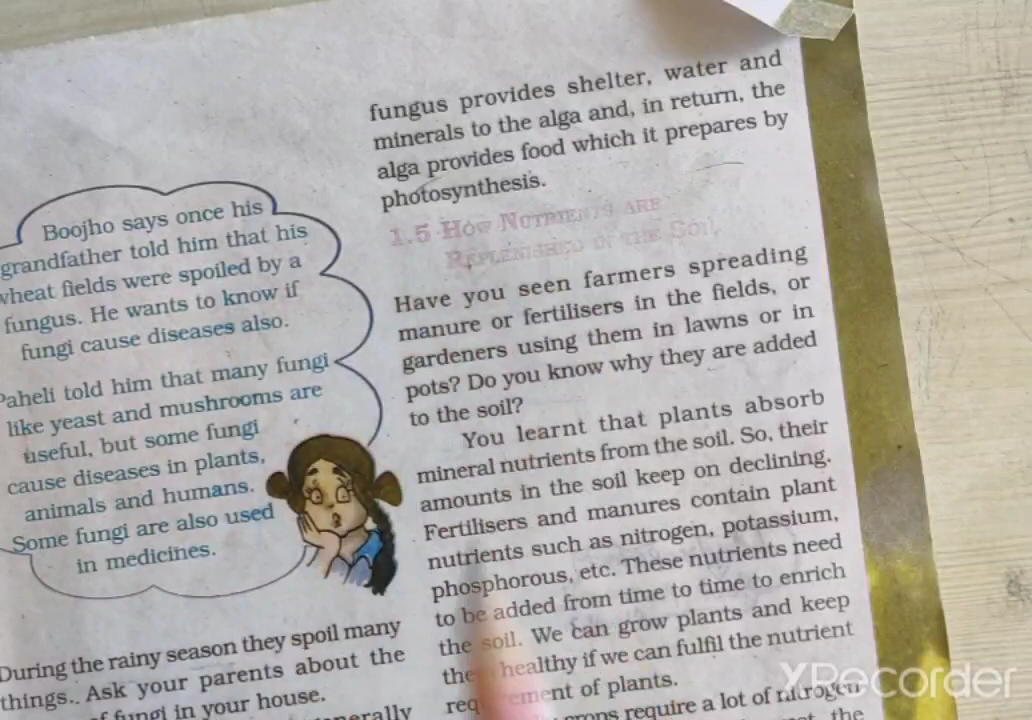 Boojho says once his
grandfather told him that his
wheat fields were spoiled by a
fungus. He wants to know if
fungi cause diseases also.
Paheli told him that many fungi
like yeast and mushrooms are
useful, but some fungi
cause diseases in plants,
animals and humans.
Some fungi are also used
in medicines.
During the rainy season they spoil many
things.. Ask your parents about the
of fungi in your house.
fungus provides shelter, water and
minerals to the alga and, in return, the
alga provides food which it prepares by
photosynthesis.
1.5 HOW NUTRIENTS ARE
REPLENISHED IN THE SOIL
Have you seen farmers spreading
manure or fertilisers in the fields, or
gardeners using them in lawns or in
pots? Do you know why they are added
to the soil?
You learnt that plants absorb
mineral nutrients from the soil. So, their
amounts in the soil keep on declining.
Fertilisers and manures contain plant
nutrients such as nitrogen, potassium,
phosphorous, etc. These nutrients need
to be added from time to time to enrich
the soil. We can grow plants and keep
healthy if we can fulfil the nutrient
of plants.
require a lot of nitrogen
the
XRecorder